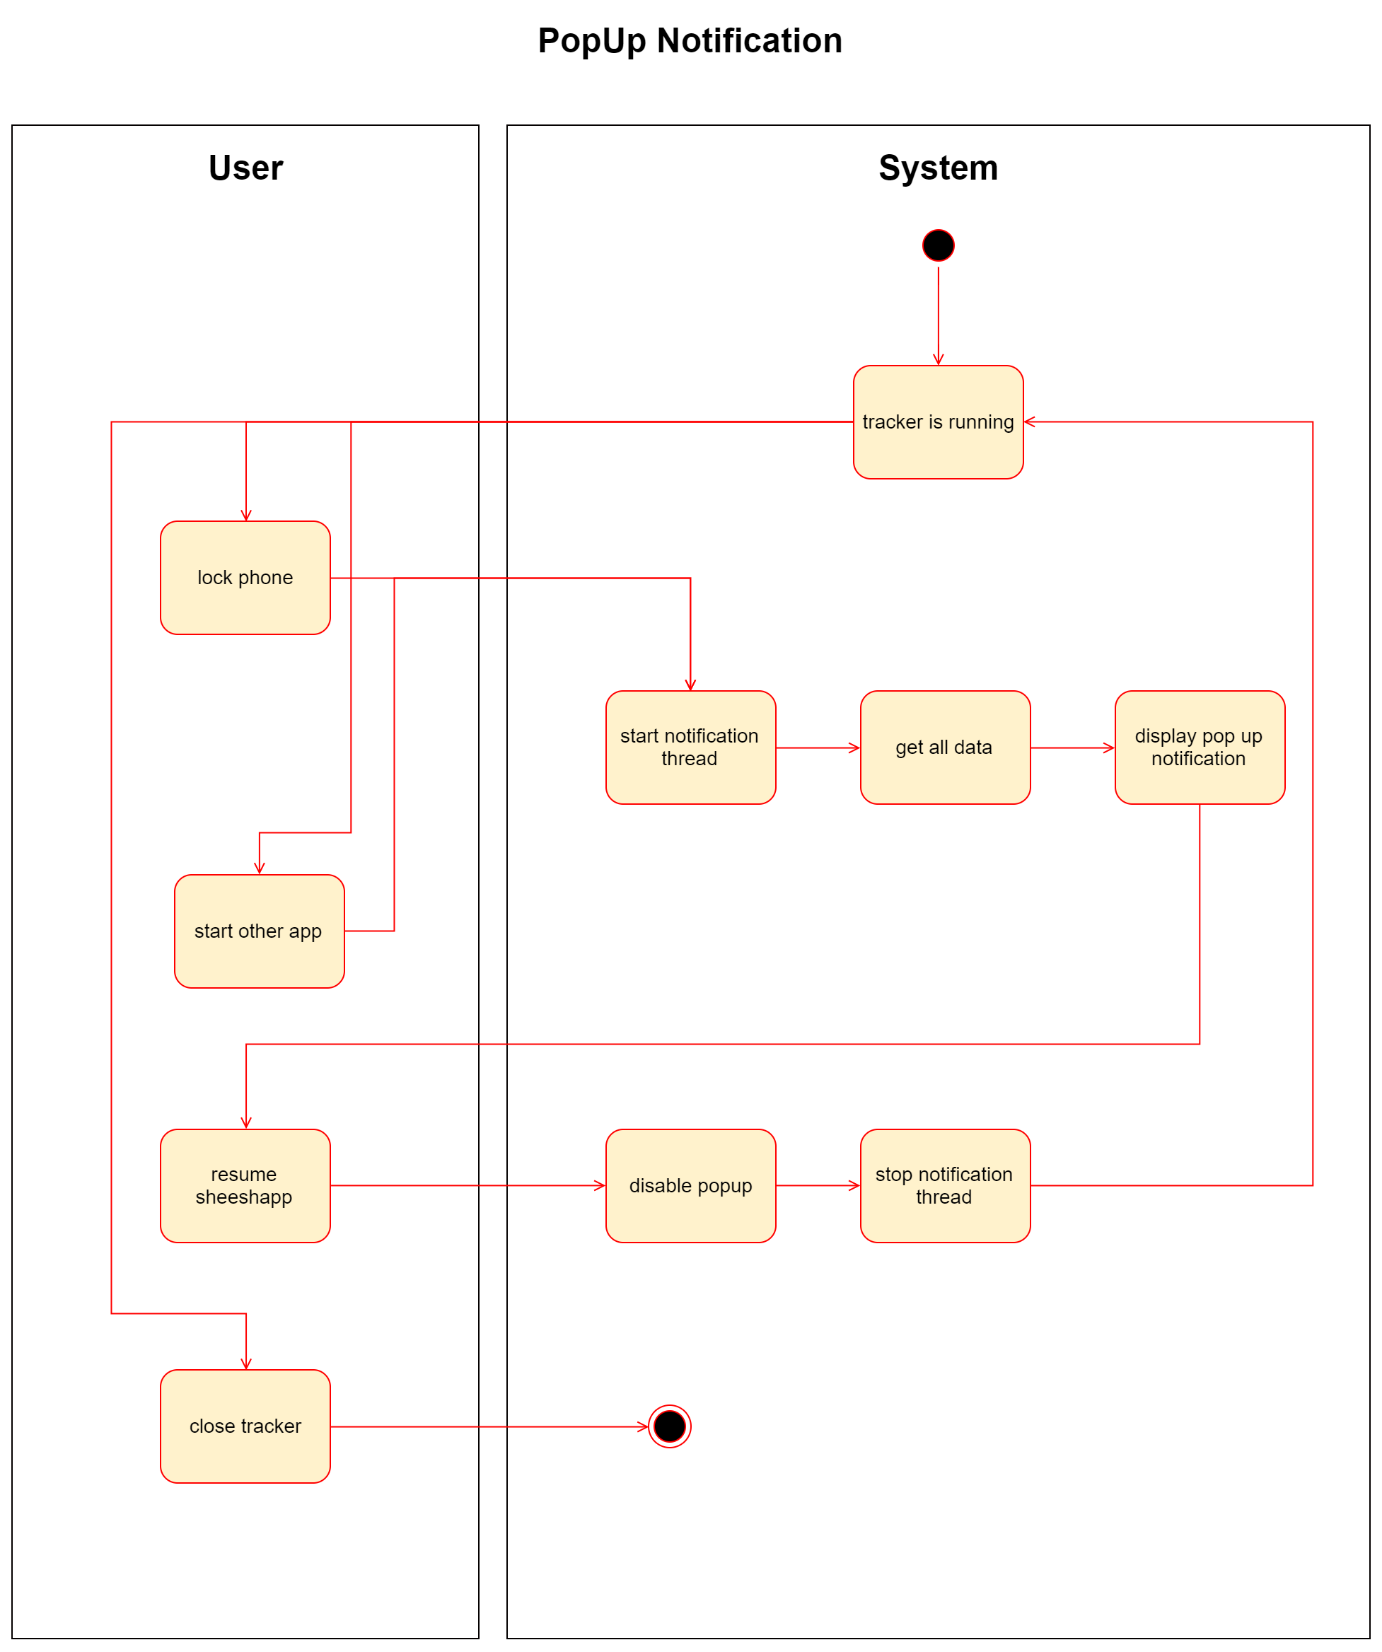 PopUp Notification
User
System
tracker is running
lock phone
start notification
thread
get all data
display pop up
notification
start other app
resume
sheeshapp
disable popup
stop notification
thread
close tracker